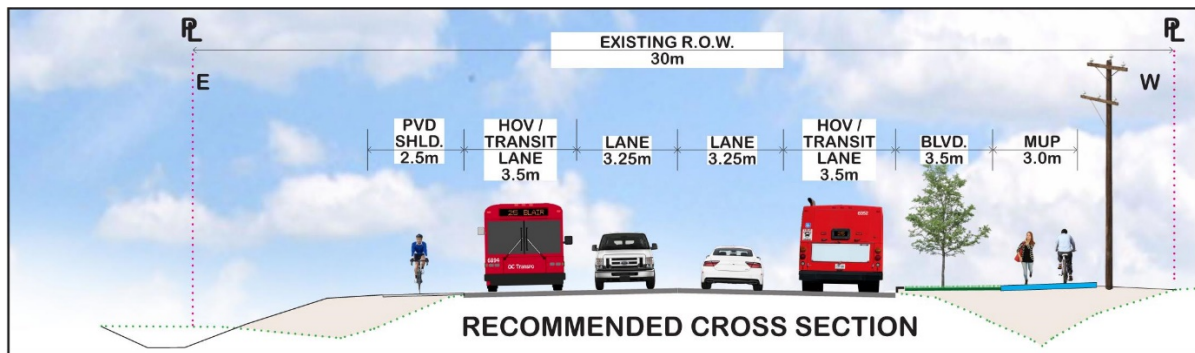 PL
PL
EXISTING R.O.W.
30m
E
W
PVD
SHLD.
2.5m
HOV /
TRANSIT
LANE
3.5m
LANE
3.25m
LANE
3.25m
HOV /
TRANSIT
LANE
3.5m
BLVD.
3.5m
MUP
3.0m
25 BLAIR
OC Transpo
RECOMMENDED CROSS SECTION